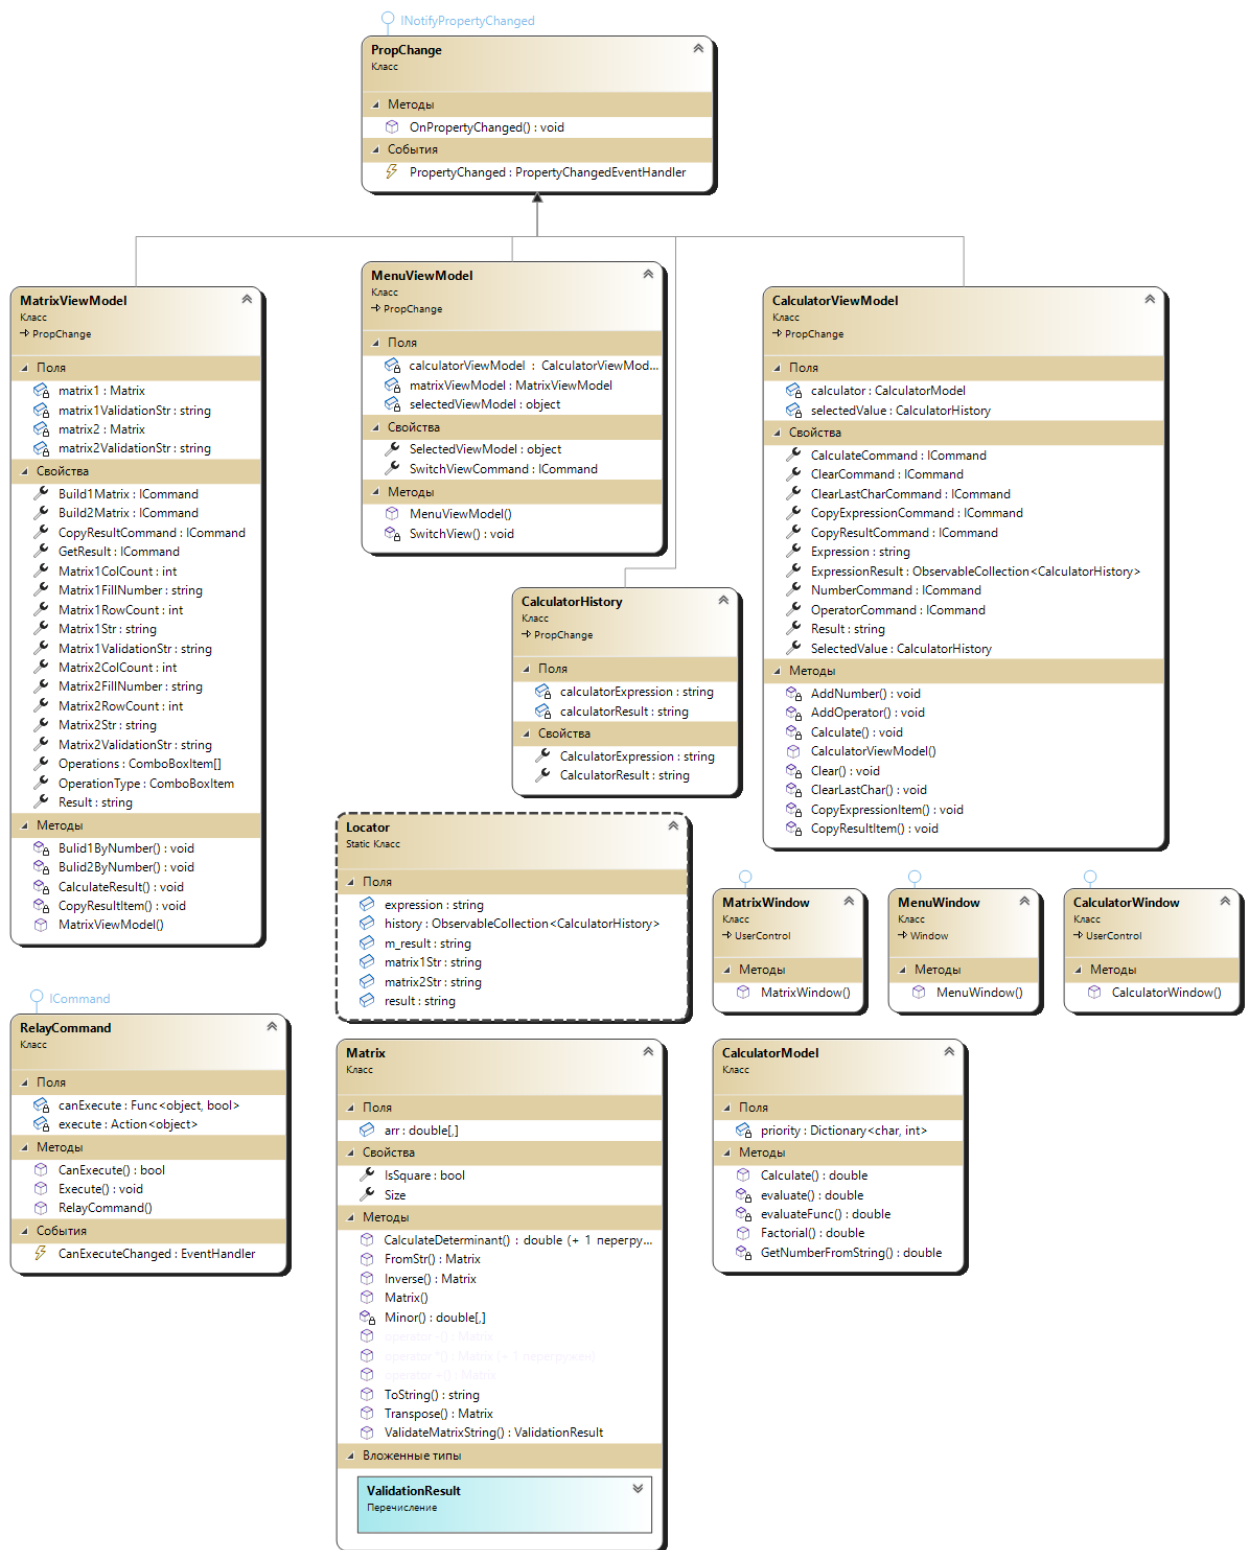 INotifyPropertyChanged
PropChange
Класс
Методы
OnPropertyChanged() : void
События
PropertyChanged : PropertyChangedEventHandler
MatrixViewModel
Класс
PropChange
Поля
matrix1 : Matrix
matrix1ValidationStr : string
matrix2 : Matrix
matrix2ValidationStr : string
Свойства
Build1Matrix : ICommand
Build2Matrix : ICommand
CopyResultCommand : ICommand
GetResult : ICommand
Matrix1ColCount : int
Matrix1FillNumber : string
Matrix1RowCount : int
Matrix1Str : string
Matrix1ValidationStr : string
Matrix2ColCount : int
Matrix2FillNumber : string
Matrix2RowCount : int
Matrix2Str : string
Matrix2ValidationStr : string
Operations : ComboBoxItem[]
OperationType : ComboBoxItem
Result : string
Методы
Bulid1ByNumber() : void
Bulid2ByNumber() : void
CalculateResult() : void
CopyResultItem() : void
MatrixViewModel()
MenuViewModel
Класс
PropChange
Поля
calculatorViewModel : CalculatorViewMod...
matrixViewModel : MatrixViewModel
selectedViewModel : object
Свойства
SelectedViewModel : object
SwitchViewCommand : ICommand
Методы
MenuViewModel()
SwitchView() : void
CalculatorViewModel
Класс
PropChange
Поля
calculator : CalculatorModel
selectedValue : CalculatorHistory
Свойства
CalculateCommand : ICommand
ClearCommand : ICommand
ClearLastCharCommand : ICommand
CopyExpressionCommand : ICommand
CopyResultCommand : ICommand
Expression : string
ExpressionResult : ObservableCollection<CalculatorHistory>
NumberCommand : ICommand
OperatorCommand : ICommand
Result : string
SelectedValue : CalculatorHistory
Методы
AddNumber() : void
AddOperator() : void
Calculate() : void
CalculatorViewModel()
Clear() : void
ClearLastChar() : void
CopyExpressionItem() : void
CopyResultItem() : void
CalculatorHistory
Класс
PropChange
Поля
calculatorExpression : string
calculatorResult : string
Свойства
CalculatorExpression : string
CalculatorResult : string
Locator
Static Класс
Поля
expression : string
history : ObservableCollection<CalculatorHistory>
m_result : string
matrix1Str : string
matrix2Str : string
result : string
MatrixWindow
Класс
UserControl
Методы
MatrixWindow()
MenuWindow
Класс
Window
Методы
MenuWindow()
CalculatorWindow
Класс
UserControl
Методы
CalculatorWindow()
ICommand
RelayCommand
Класс
Поля
canExecute : Func<object, bool>
execute : Action<object>
Методы
CanExecute() : bool
Execute() : void
RelayCommand()
События
CanExecuteChanged : EventHandler
Matrix
Класс
Поля
arr : double[,]
Свойства
IsSquare : bool
Size
Методы
CalculateDeterminant() : double (+ 1 перегру...
FromStr() : Matrix
Inverse() : Matrix
Matrix()
Minor() : double[,]
operator -() : Matrix
operator *() : Matrix (+ 1 перегружен)
operator +() : Matrix
ToString() : string
Transpose() : Matrix
ValidateMatrixString() : ValidationResult
Вложенные типы
ValidationResult
Перечисление
CalculatorModel
Класс
Поля
priority : Dictionary<char, int>
Методы
Calculate() : double
evaluate() : double
evaluateFunc() : double
Factorial() : double
GetNumberFromString() : double